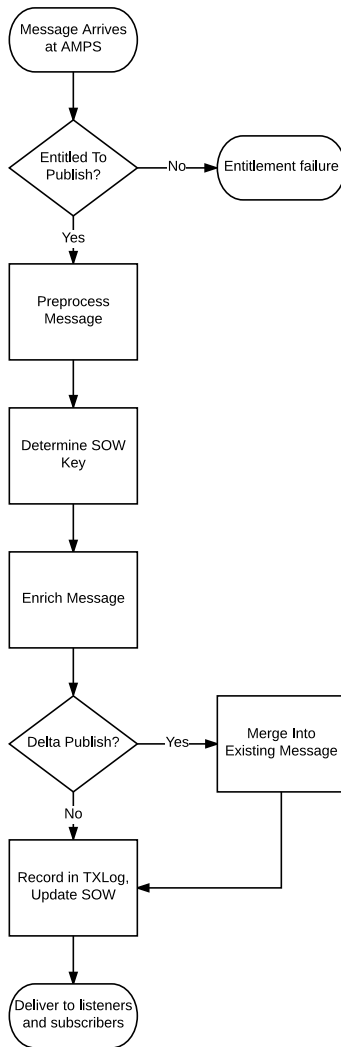 Message Arrives
at AMPS
Entitled To
Publish?
No
Entitlement failure
Yes
Preprocess
Message
Determine SOW
Key
Enrich Message
Delta Publish?
Yes
Merge Into
Existing Message
No
Record in TXLog,
Update SOW
Deliver to listeners
and subscribers